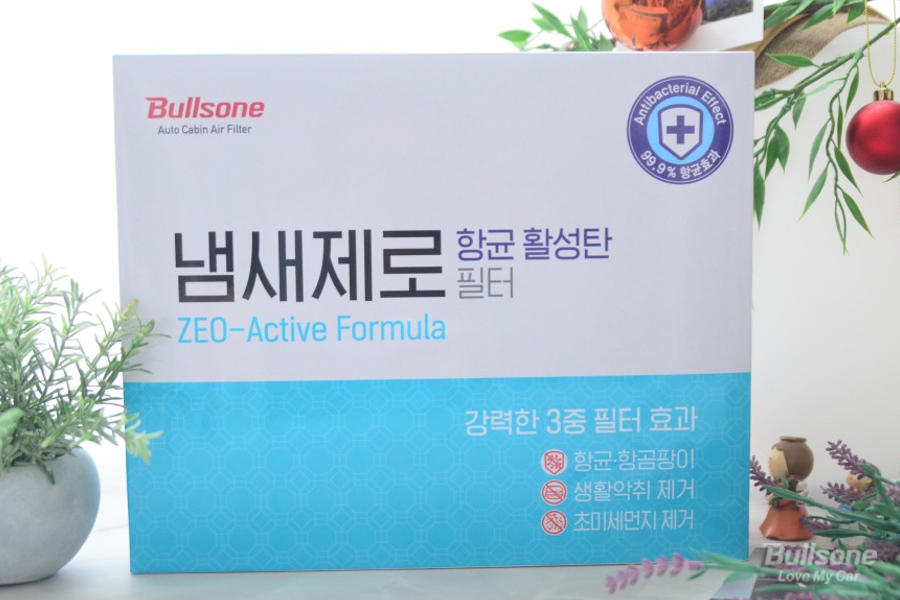 Bullsone
Auto Cabin Air Filter
Antibacterial Effect
99.9% 항균효과
냄새제로 항균 활성탄
필터
ZEO-Active Formula
강력한 3중 필터 효과
항균·항곰팡이
생활악취 제거
초미세먼지 제거
Bullsone
Love My Car